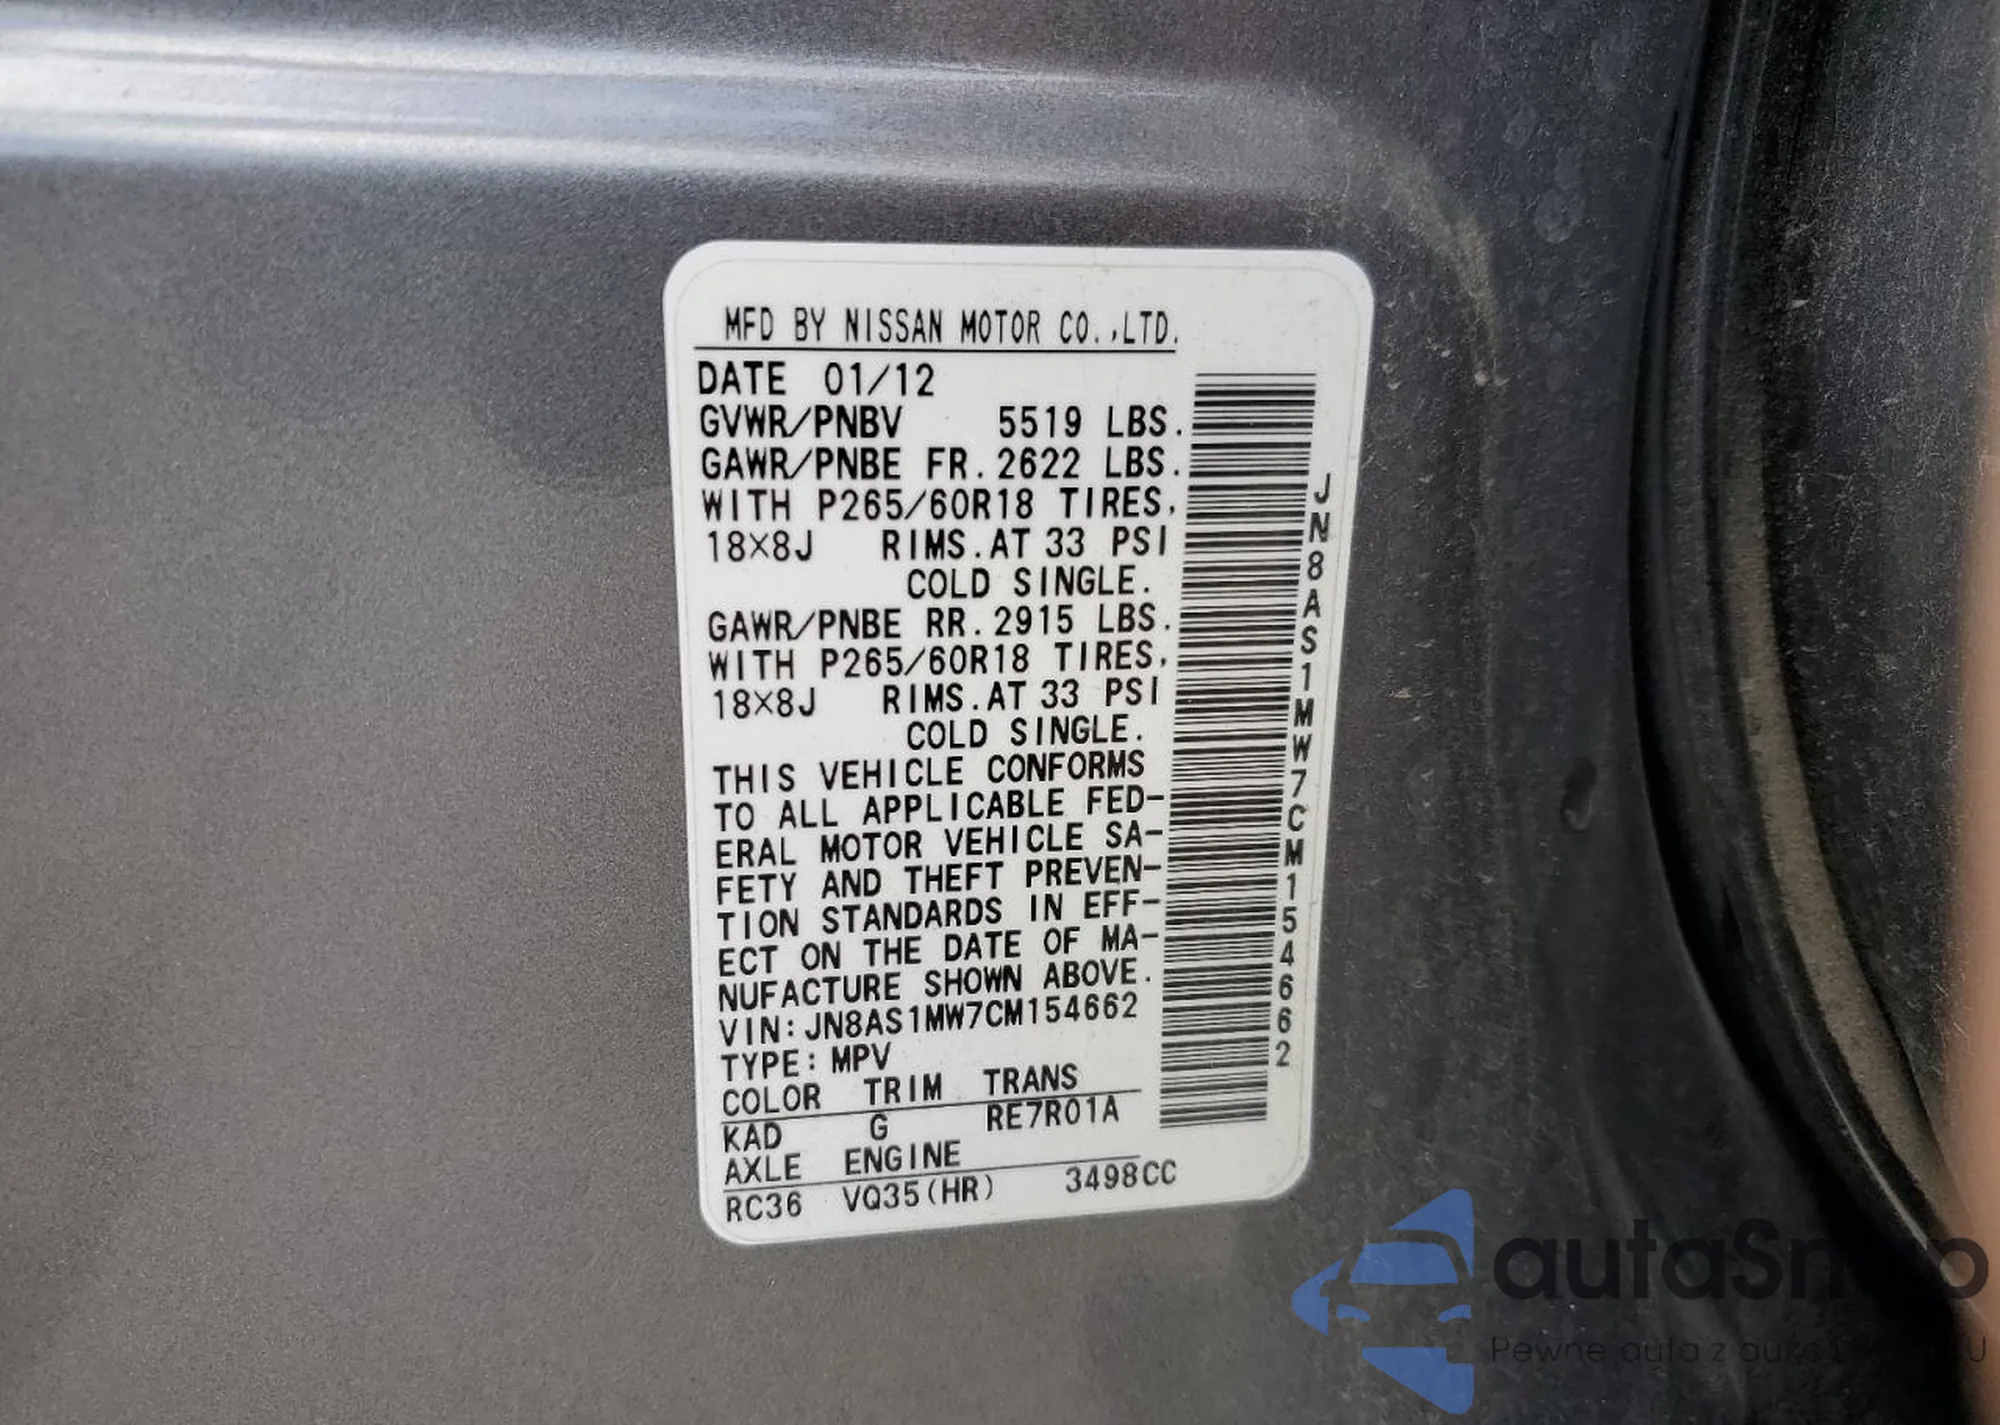 MFD BY NISSAN MOTOR CO.,LTD.
DATE 01/12
GVWR/PNBV 5519 LBS.
GAWR/PNBE FR. 2622 LBS.
WITH P265/60R18 TIRES,
18×8J RIMS. AT 33 PSI
COLD SINGLE.
GAWR/PNBE RR. 2915 LBS.
WITH P265/60R18 TIRES,
18×8J RIMS. AT 33 PSI
COLD SINGLE.
THIS VEHICLE CONFORMS
TO ALL APPLICABLE FED-
ERAL MOTOR VEHICLE SA-
FETY AND THEFT PREVEN-
TION STANDARDS IN EFF-
ECT ON THE DATE OF MA-
NUFACTURE SHOWN ABOVE.
VIN: JN8AS1MW7CM154662
TYPE: MPV
COLOR TRIM TRANS
KAD G RE7R01A
AXLE ENGINE
RC36 VQ35(HR) 3498CC
JN8AS1MW7CM154662
autaSnap
Pewne auta z